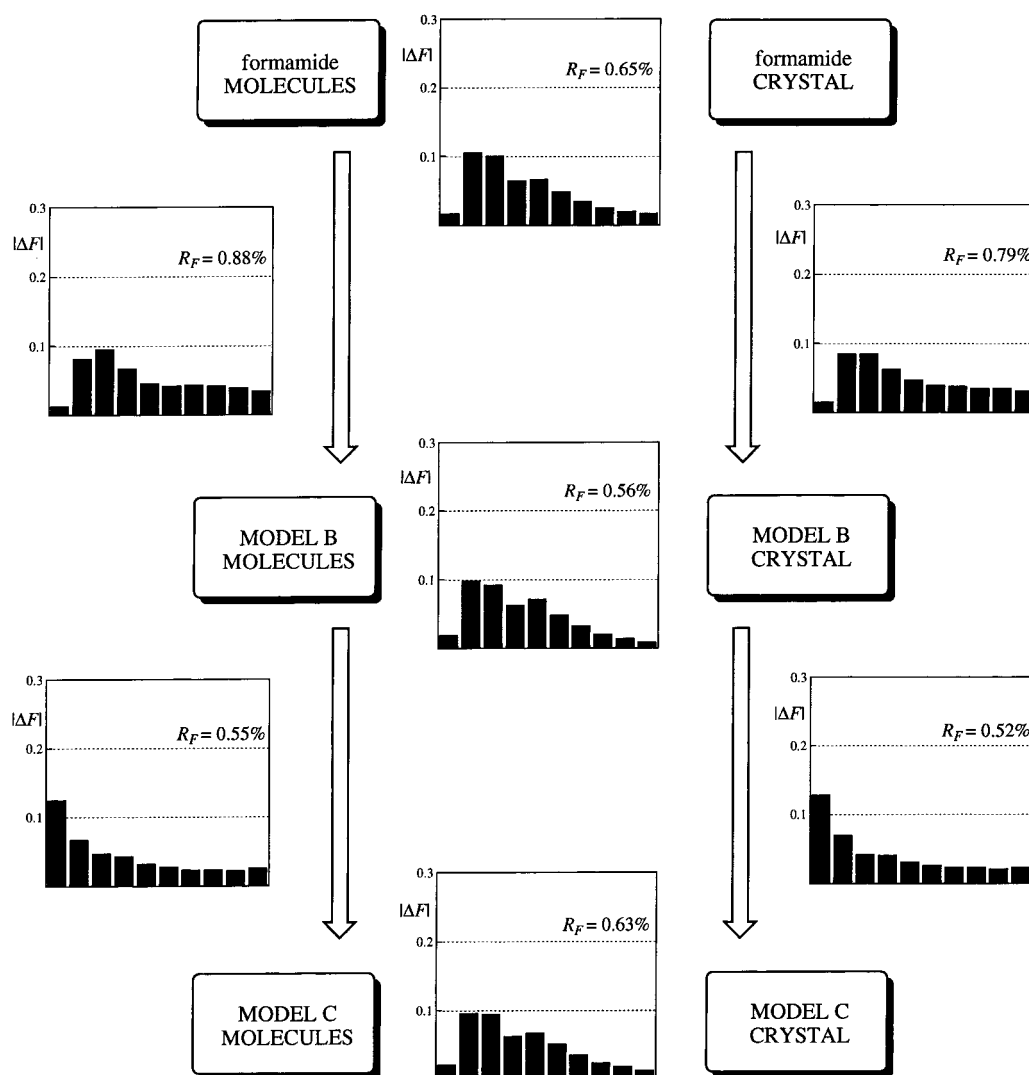 formamide
MOLECULES
0.3
|ΔF|
0.2
0.1
R_F = 0.65%
formamide
CRYSTAL
0.3
|ΔF|
0.2
0.1
R_F = 0.88%
0.3
|ΔF|
0.2
0.1
R_F = 0.79%
MODEL B
MOLECULES
0.3
|ΔF|
0.2
0.1
R_F = 0.56%
MODEL B
CRYSTAL
0.3
|ΔF|
0.2
0.1
R_F = 0.55%
0.3
|ΔF|
0.2
0.1
R_F = 0.52%
MODEL C
MOLECULES
0.3
|ΔF|
0.2
0.1
R_F = 0.63%
MODEL C
CRYSTAL